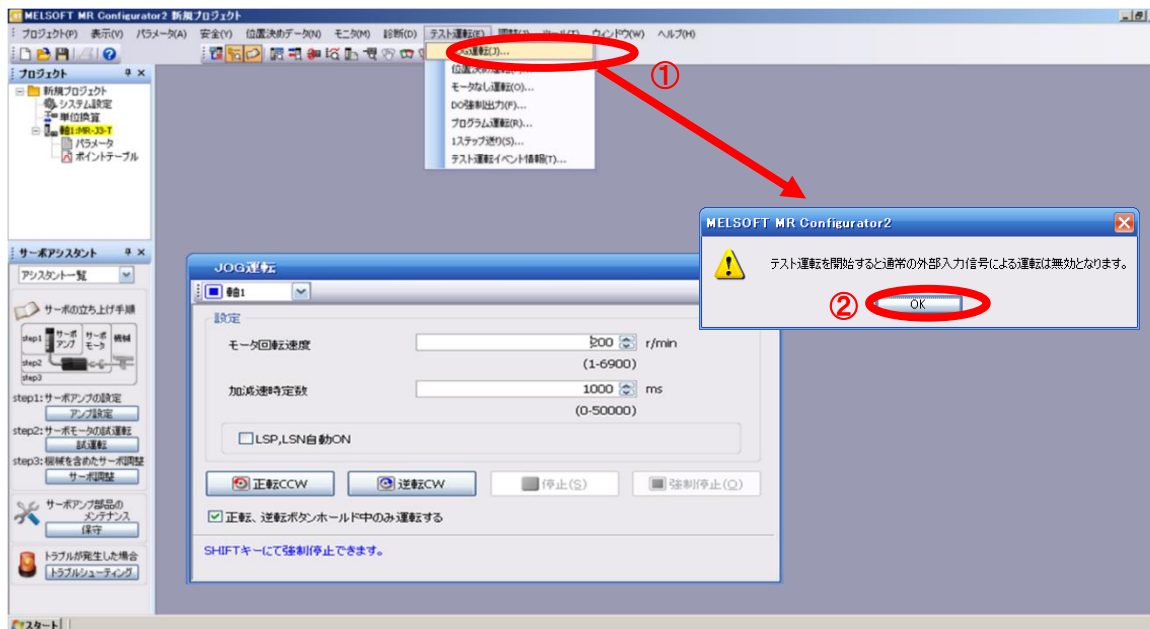 MELSOFT MR Configurator2 新規プロジェクト
プロジェクト(P) 表示(V) パラメータ(A) 安全(Y) 位置決めデータ(N) モニタ(M) 診断(D) テスト運転(E) 調整(J) ツール(T) ウィンドウ(W) ヘルプ(H)
プロジェクト
新規プロジェクト
システム設定
単位換算
軸1:MR-J3-T
パラメータ
ポイントテーブル
JOG運転(J)...
モータなし運転(O)...
DO強制出力(F)...
プログラム運転(R)...
1ステップ送り(S)...
テスト運転イベント情報(T)...
①
MELSOFT MR Configurator2
テスト運転を開始すると通常の外部入力信号による運転は無効となります。
②
OK
サーボアシスタント
アシスタント一覧
サーボの立ち上げ手順
step1
サーボアンプ
サーボモータ
機械
step2
step3
step1:サーボアンプの設定
アンプ設定
step2:サーボモータの試運転
試運転
step3:機械を含めたサーボ調整
サーボ調整
サーボアンプ部品の
メンテナンス
保守
トラブルが発生した場合
トラブルシューティング
JOG運転
軸1
設定
モータ回転速度
200 r/min
(1-6900)
加減速時定数
1000 ms
(0-50000)
LSP,LSN自動ON
正転CCW
逆転CW
停止(S)
強制停止(O)
正転、逆転ボタンホールド中のみ運転する
SHIFTキーにて強制停止できます。
スタート